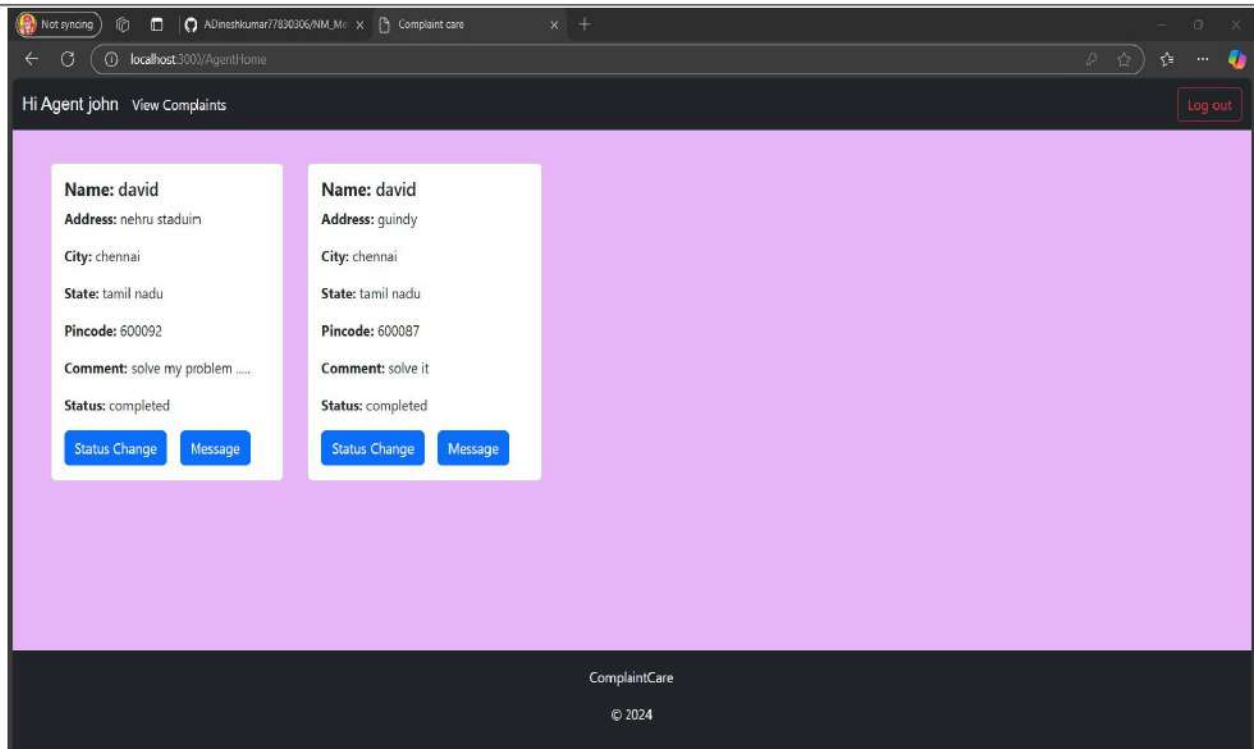 Not syncing
ADineshkumar77830306/NM_Mc
Complaint care
localhost:3000/AgentHome
Hi Agent john View Complaints
Log out
Name: david
Address: nehru staduim
City: chennai
State: tamil nadu
Pincode: 600092
Comment: solve my problem .....
Status: completed
Status Change Message
Name: david
Address: guindy
City: chennai
State: tamil nadu
Pincode: 600087
Comment: solve it
Status: completed
Status Change Message
ComplaintCare
© 2024